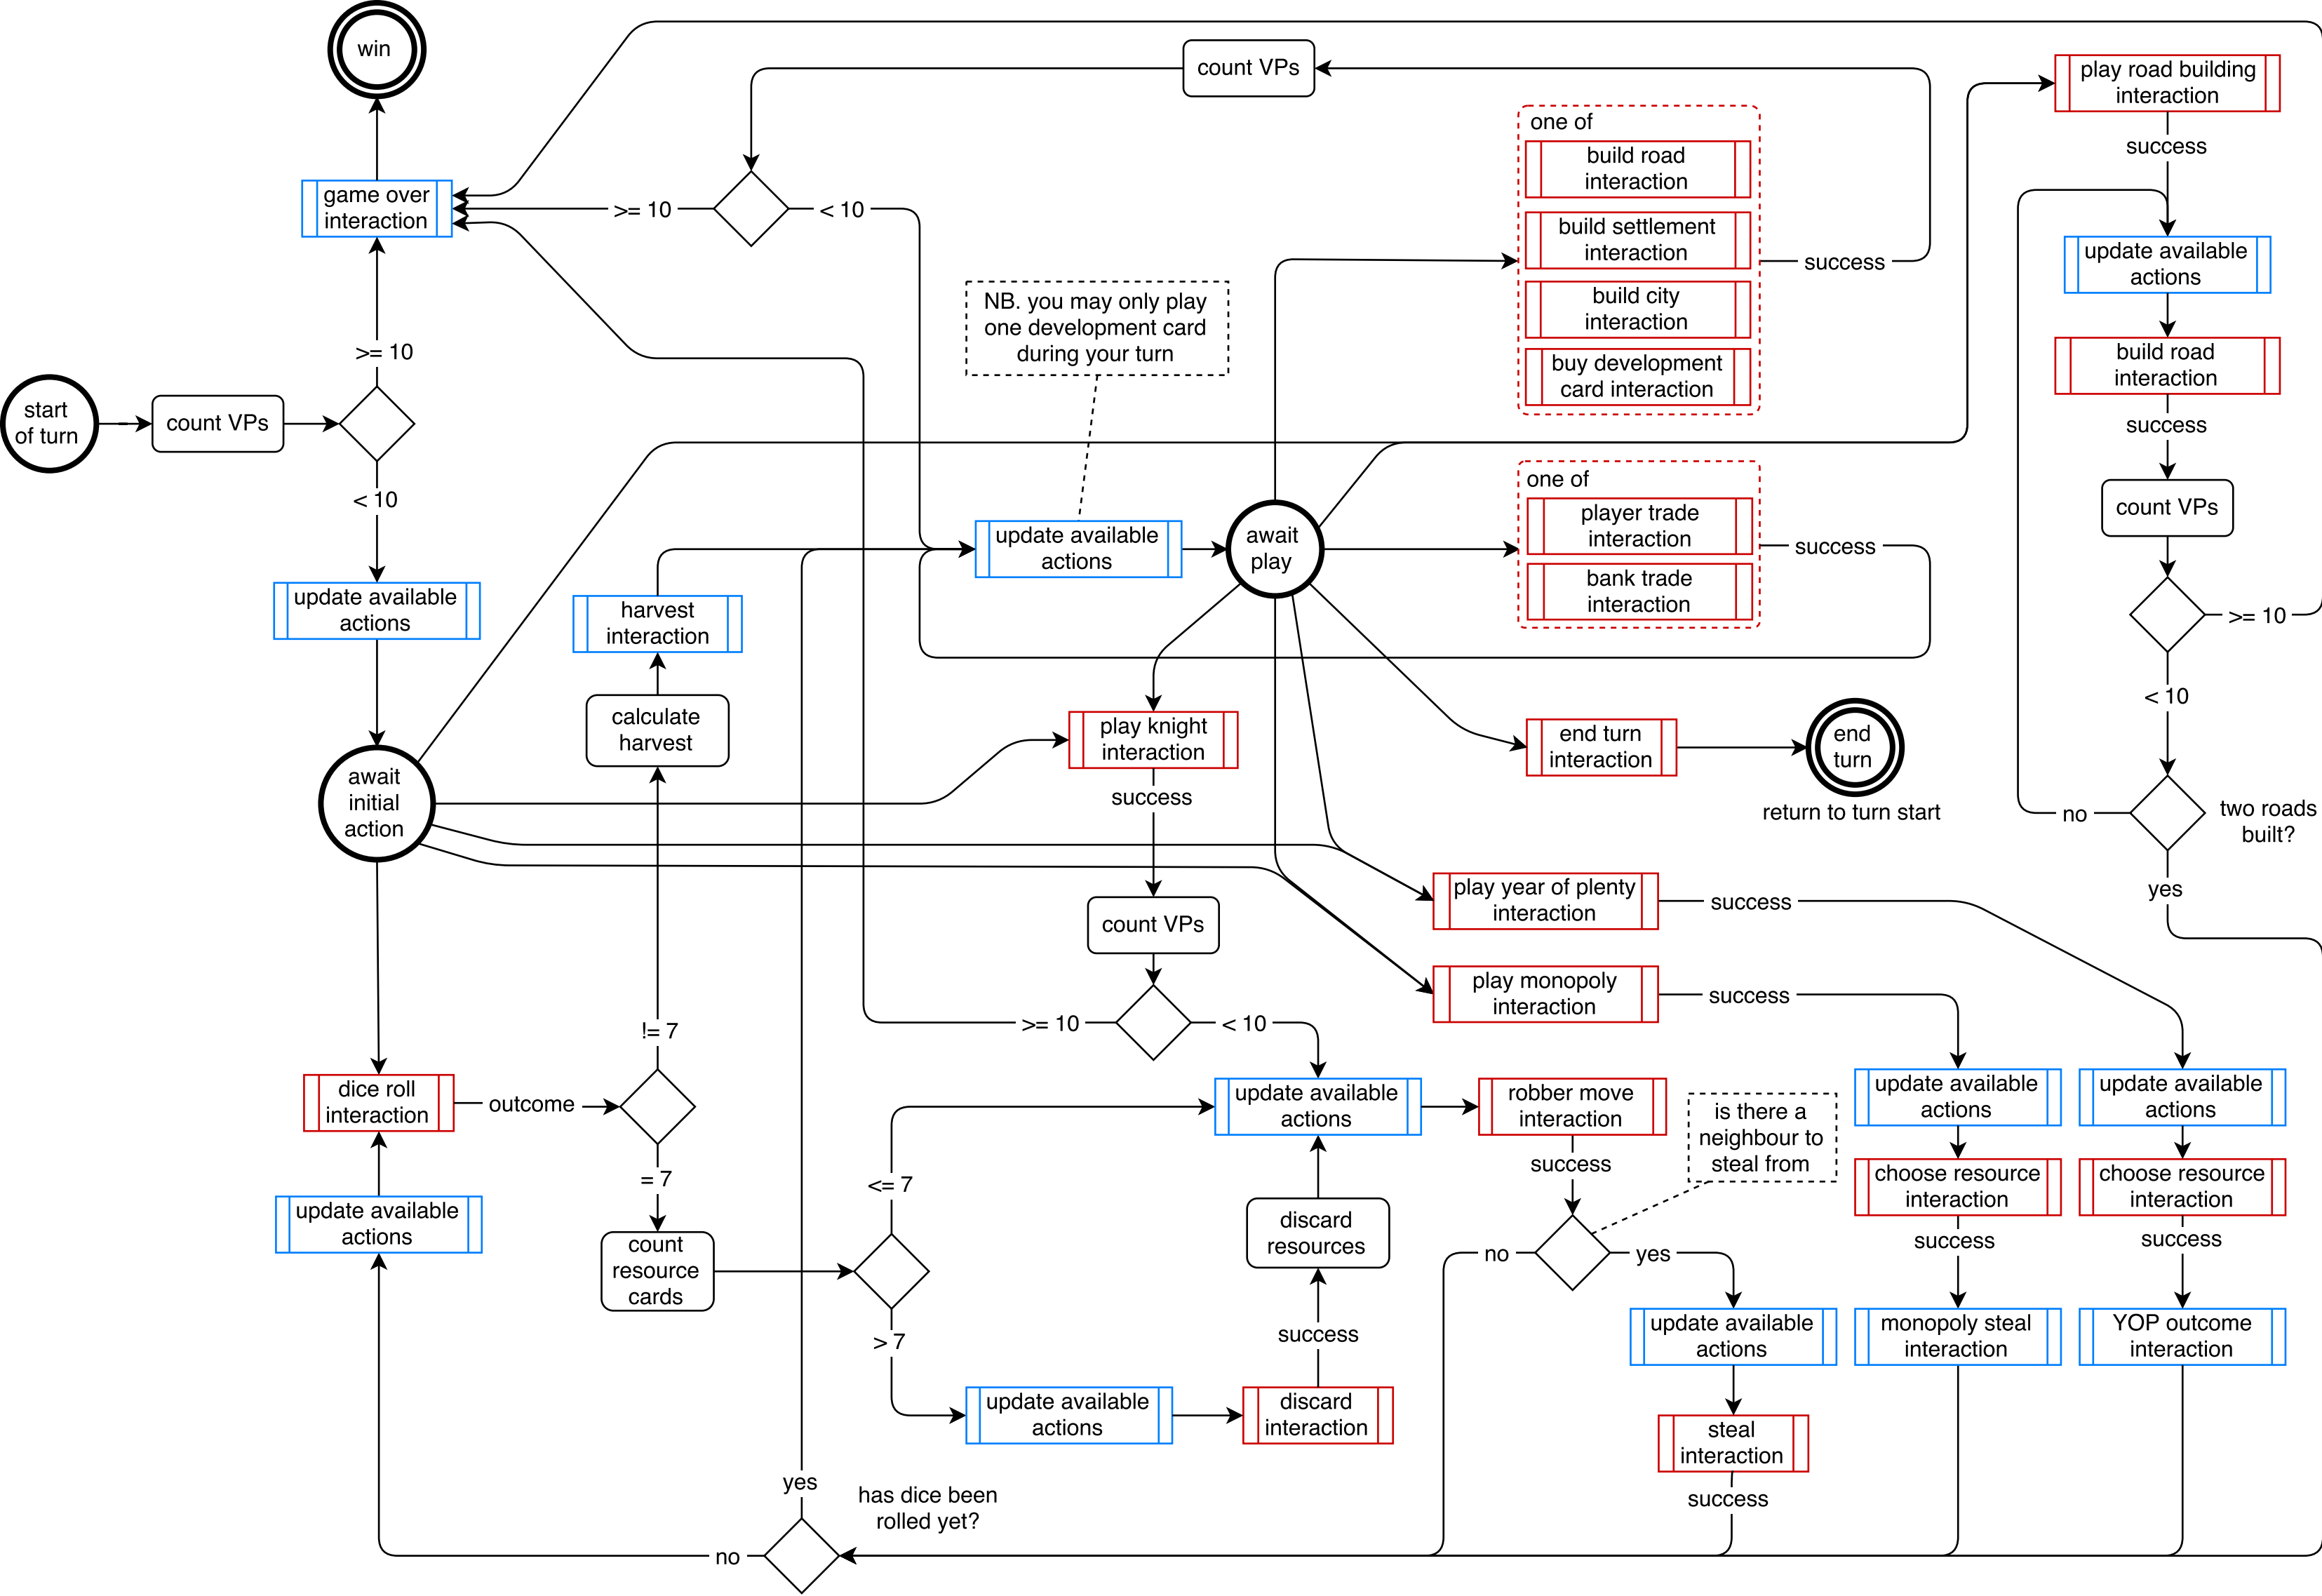 win
count VPs
play road building
interaction
one of
build road
interaction
success
game over
interaction
>= 10
< 10
build settlement
interaction
success
update available
actions
NB. you may only play
one development card
during your turn
build city
interaction
>= 10
build road
interaction
buy development
card interaction
start
of turn
count VPs
success
< 10
one of
count VPs
player trade
interaction
success
update available
actions
await
play
bank trade
interaction
update available
actions
harvest
interaction
>= 10
< 10
calculate
harvest
play knight
interaction
end turn
interaction
end
turn
return to turn start
await
initial
action
success
no
two roads
built?
yes
play year of plenty
interaction
success
count VPs
play monopoly
interaction
success
!= 7
>= 10
< 10
dice roll
interaction
outcome
update available
actions
robber move
interaction
is there a
neighbour to
steal from
update available
actions
update available
actions
success
= 7
<= 7
choose resource
interaction
choose resource
interaction
update available
actions
discard
resources
success
success
count
resource
cards
no
yes
> 7
success
update available
actions
monopoly steal
interaction
YOP outcome
interaction
update available
actions
discard
interaction
steal
interaction
yes
has dice been
rolled yet?
success
no